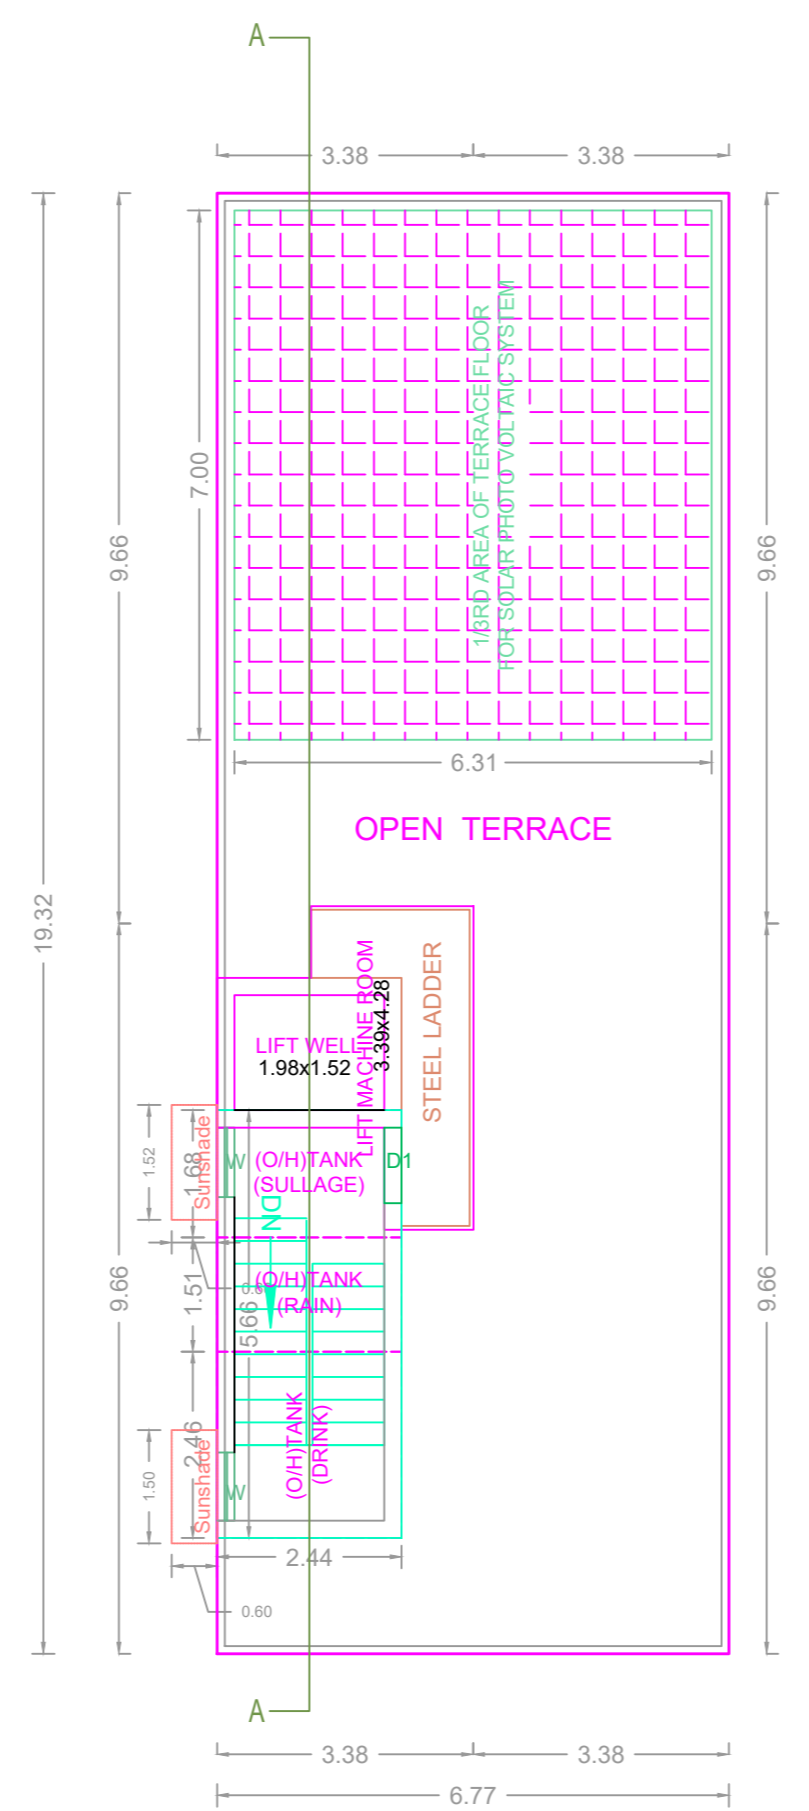 A
3.38
3.38
1/3RD AREA OF TERRACE FLOOR
FOR SOLAR PHOTO VOLTAIC SYSTEM
7.00
9.66
9.66
6.31
OPEN TERRACE
19.32
LIFT MACHINE ROOM
3.39x4.28
STEEL LADDER
LIFT WELL
1.98x1.52
Sunshade
1.52
1.68
W
(O/H)TANK
(SULLAGE)
D1
DN
(O/H)TANK
(RAIN)
0.60
1.51
5.66
9.66
9.66
(O/H)TANK
(DRINK)
2.46
Sunshade
1.50
W
2.44
0.60
A
3.38
3.38
6.77